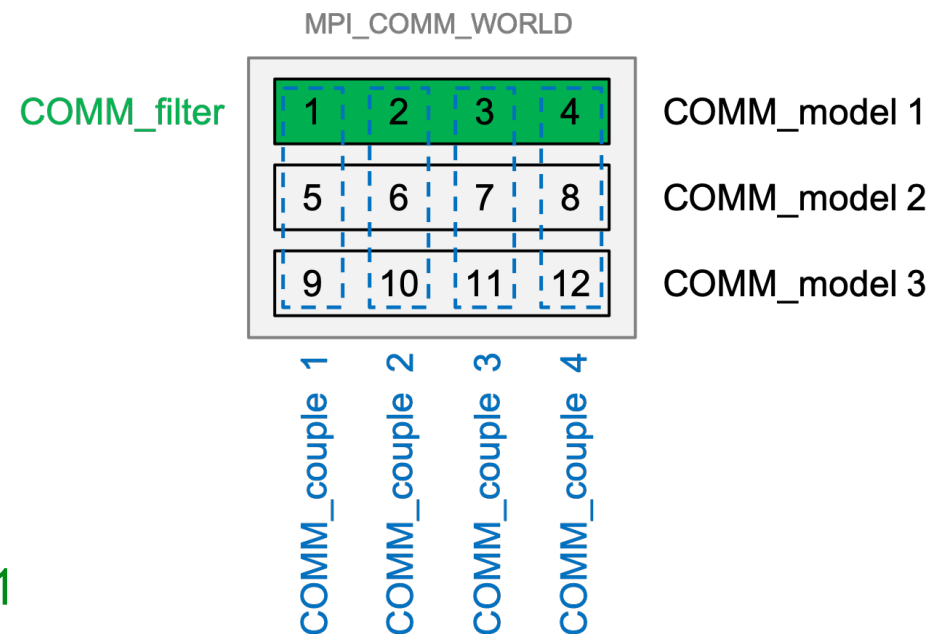 MPI_COMM_WORLD
COMM_filter 1 2 3 4 COMM_model 1
5 6 7 8 COMM_model 2
9 10 11 12 COMM_model 3
COMM_couple 1
COMM_couple 2
COMM_couple 3
COMM_couple 4
1